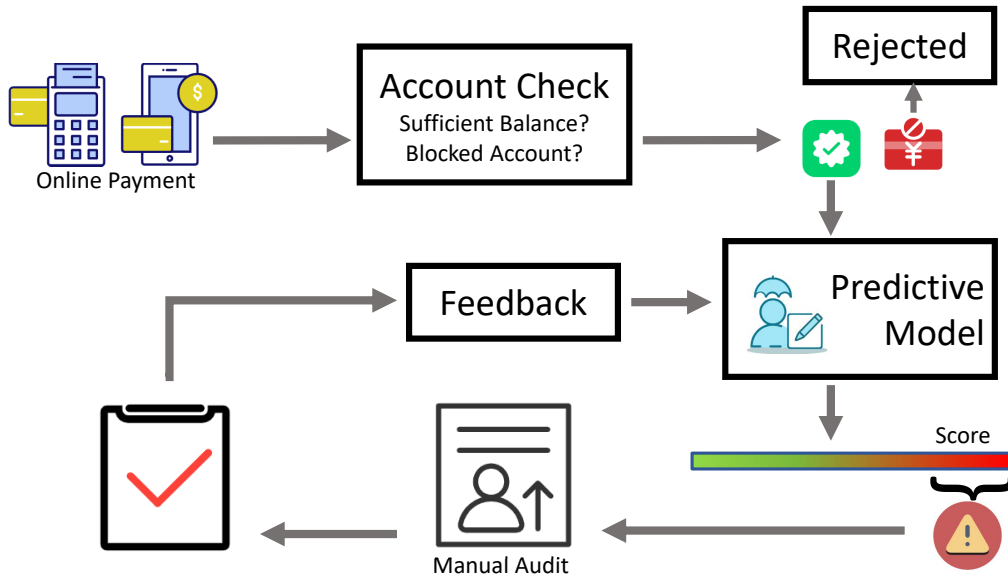 Online Payment
$
Account Check
Sufficient Balance?
Blocked Account?
Rejected
¥
Feedback
Predictive
Model
Score
Manual Audit